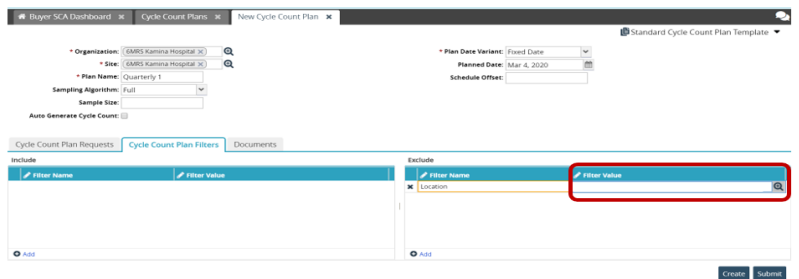 Buyer SCA Dashboard × Cycle Count Plans × New Cycle Count Plan ×
Standard Cycle Count Plan Template
* Organization: 6MRS Kamina Hospital × * Plan Date Variant: Fixed Date
* Site: 6MRS Kamina Hospital × Planned Date: Mar 4, 2020
* Plan Name: Quarterly 1 Schedule Offset:
Sampling Algorithm: Full
Sample Size:
Auto Generate Cycle Count:
Cycle Count Plan Requests Cycle Count Plan Filters Documents
Include Exclude
Filter Name Filter Value Filter Name Filter Value
× Location
Add Add
Create Submit